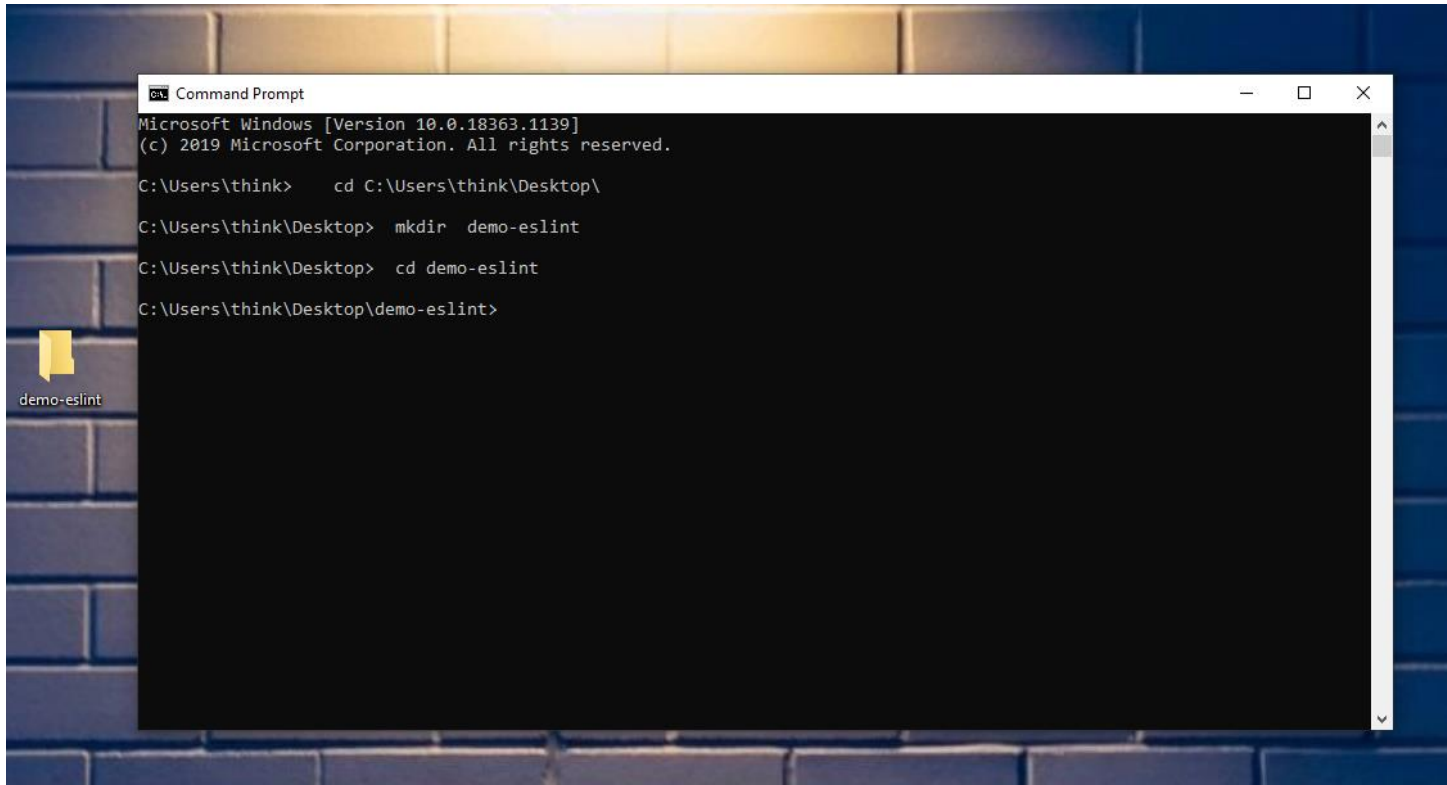 Command Prompt
Microsoft Windows [Version 10.0.18363.1139]
(c) 2019 Microsoft Corporation. All rights reserved.
C:\Users\think>    cd C:\Users\think\Desktop\
C:\Users\think\Desktop>  mkdir  demo-eslint
C:\Users\think\Desktop>  cd demo-eslint
C:\Users\think\Desktop\demo-eslint>
demo-eslint